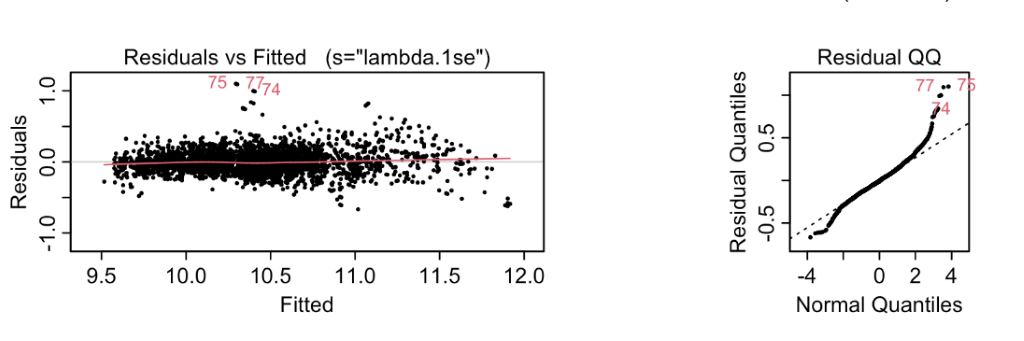 Residuals vs Fitted (s="lambda.1se")
Residual QQ
75 77 74
77 75
74
Residuals
-1.0 0.0 1.0
Residual Quantiles
-0.5 0.5
9.5 10.0 10.5 11.0 11.5 12.0
-4 0 2 4
Fitted
Normal Quantiles